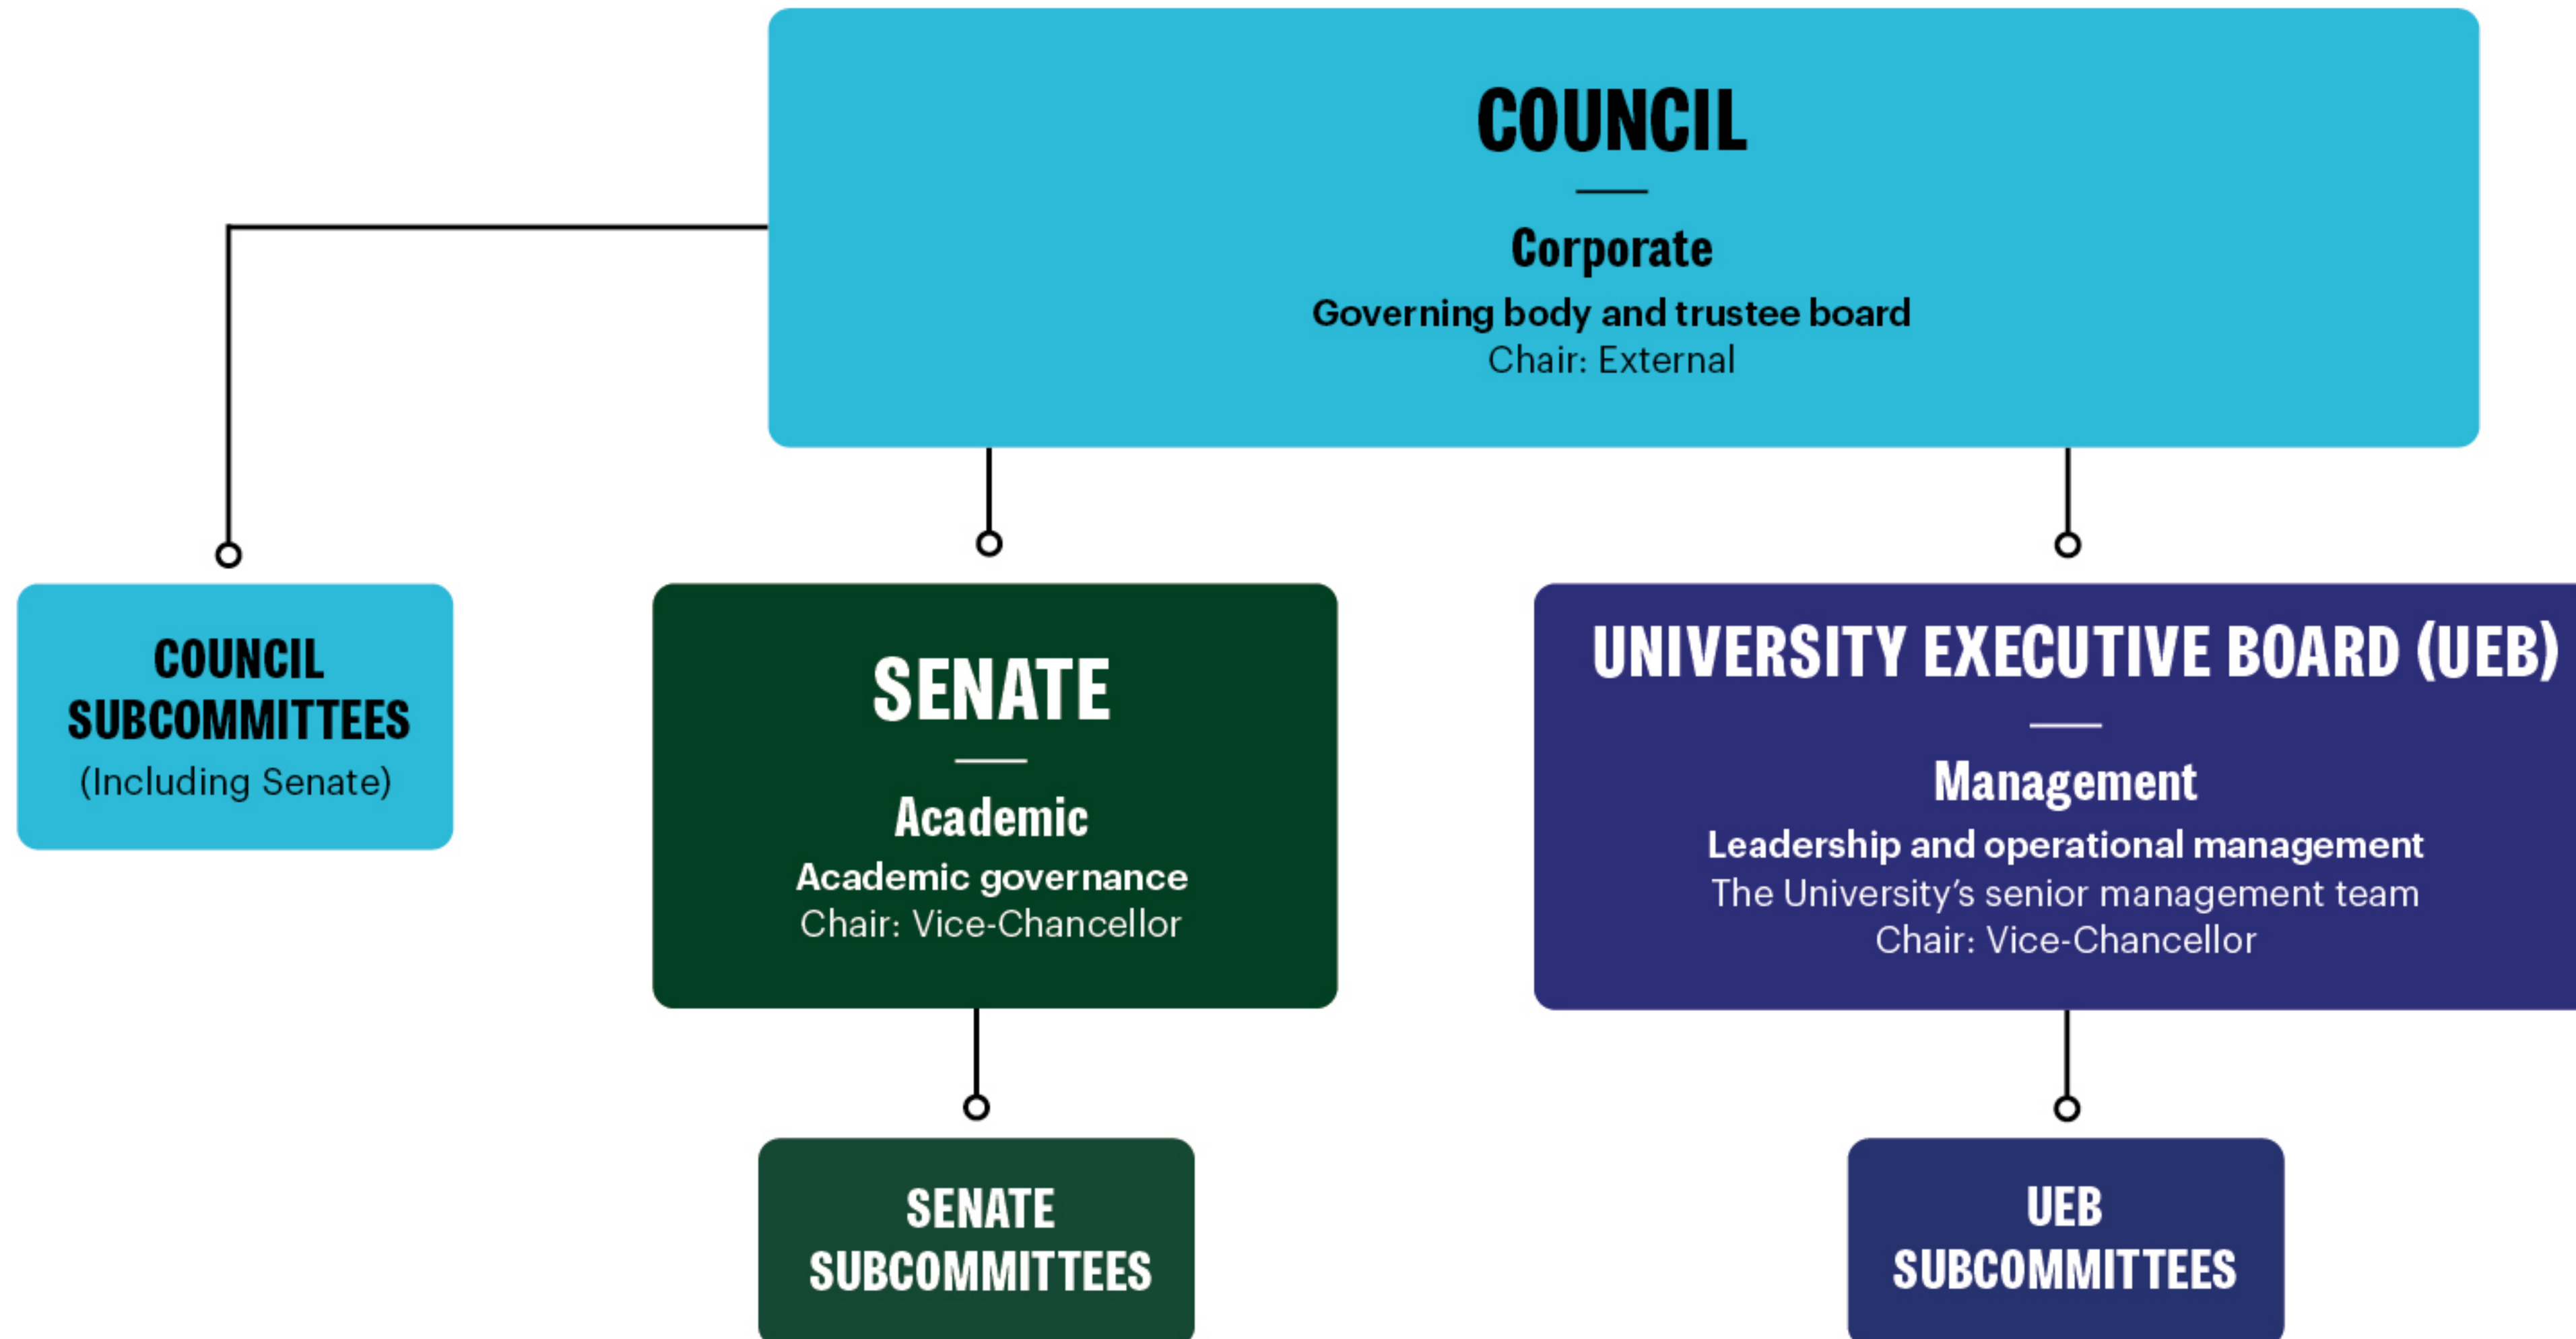 COUNCIL
Corporate
Governing body and trustee board
Chair: External
COUNCIL
SUBCOMMITTEES
(Including Senate)
SENATE
Academic
Academic governance
Chair: Vice-Chancellor
UNIVERSITY EXECUTIVE BOARD (UEB)
Management
Leadership and operational management
The University’s senior management team
Chair: Vice-Chancellor
SENATE
SUBCOMMITTEES
UEB
SUBCOMMITTEES